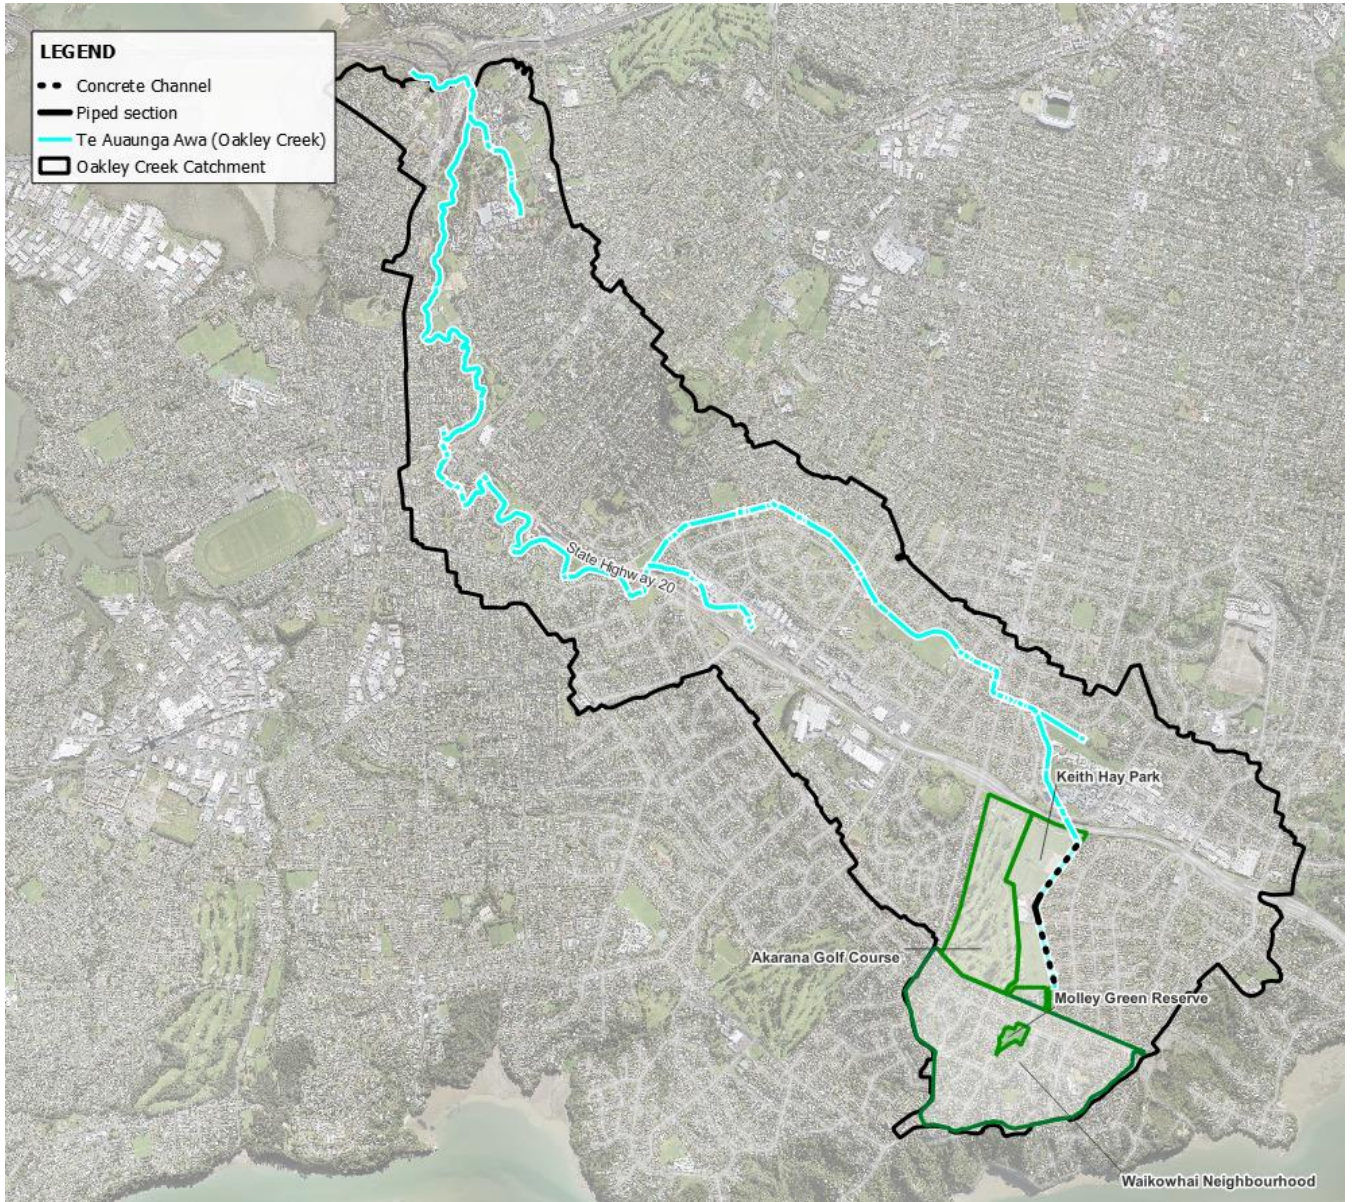 LEGEND
Concrete Channel
Piped section
Te Auaunga Awa (Oakley Creek)
Oakley Creek Catchment
State Highway 20
Keith Hay Park
Akarana Golf Course
Molley Green Reserve
Waikowhai Neighbourhood